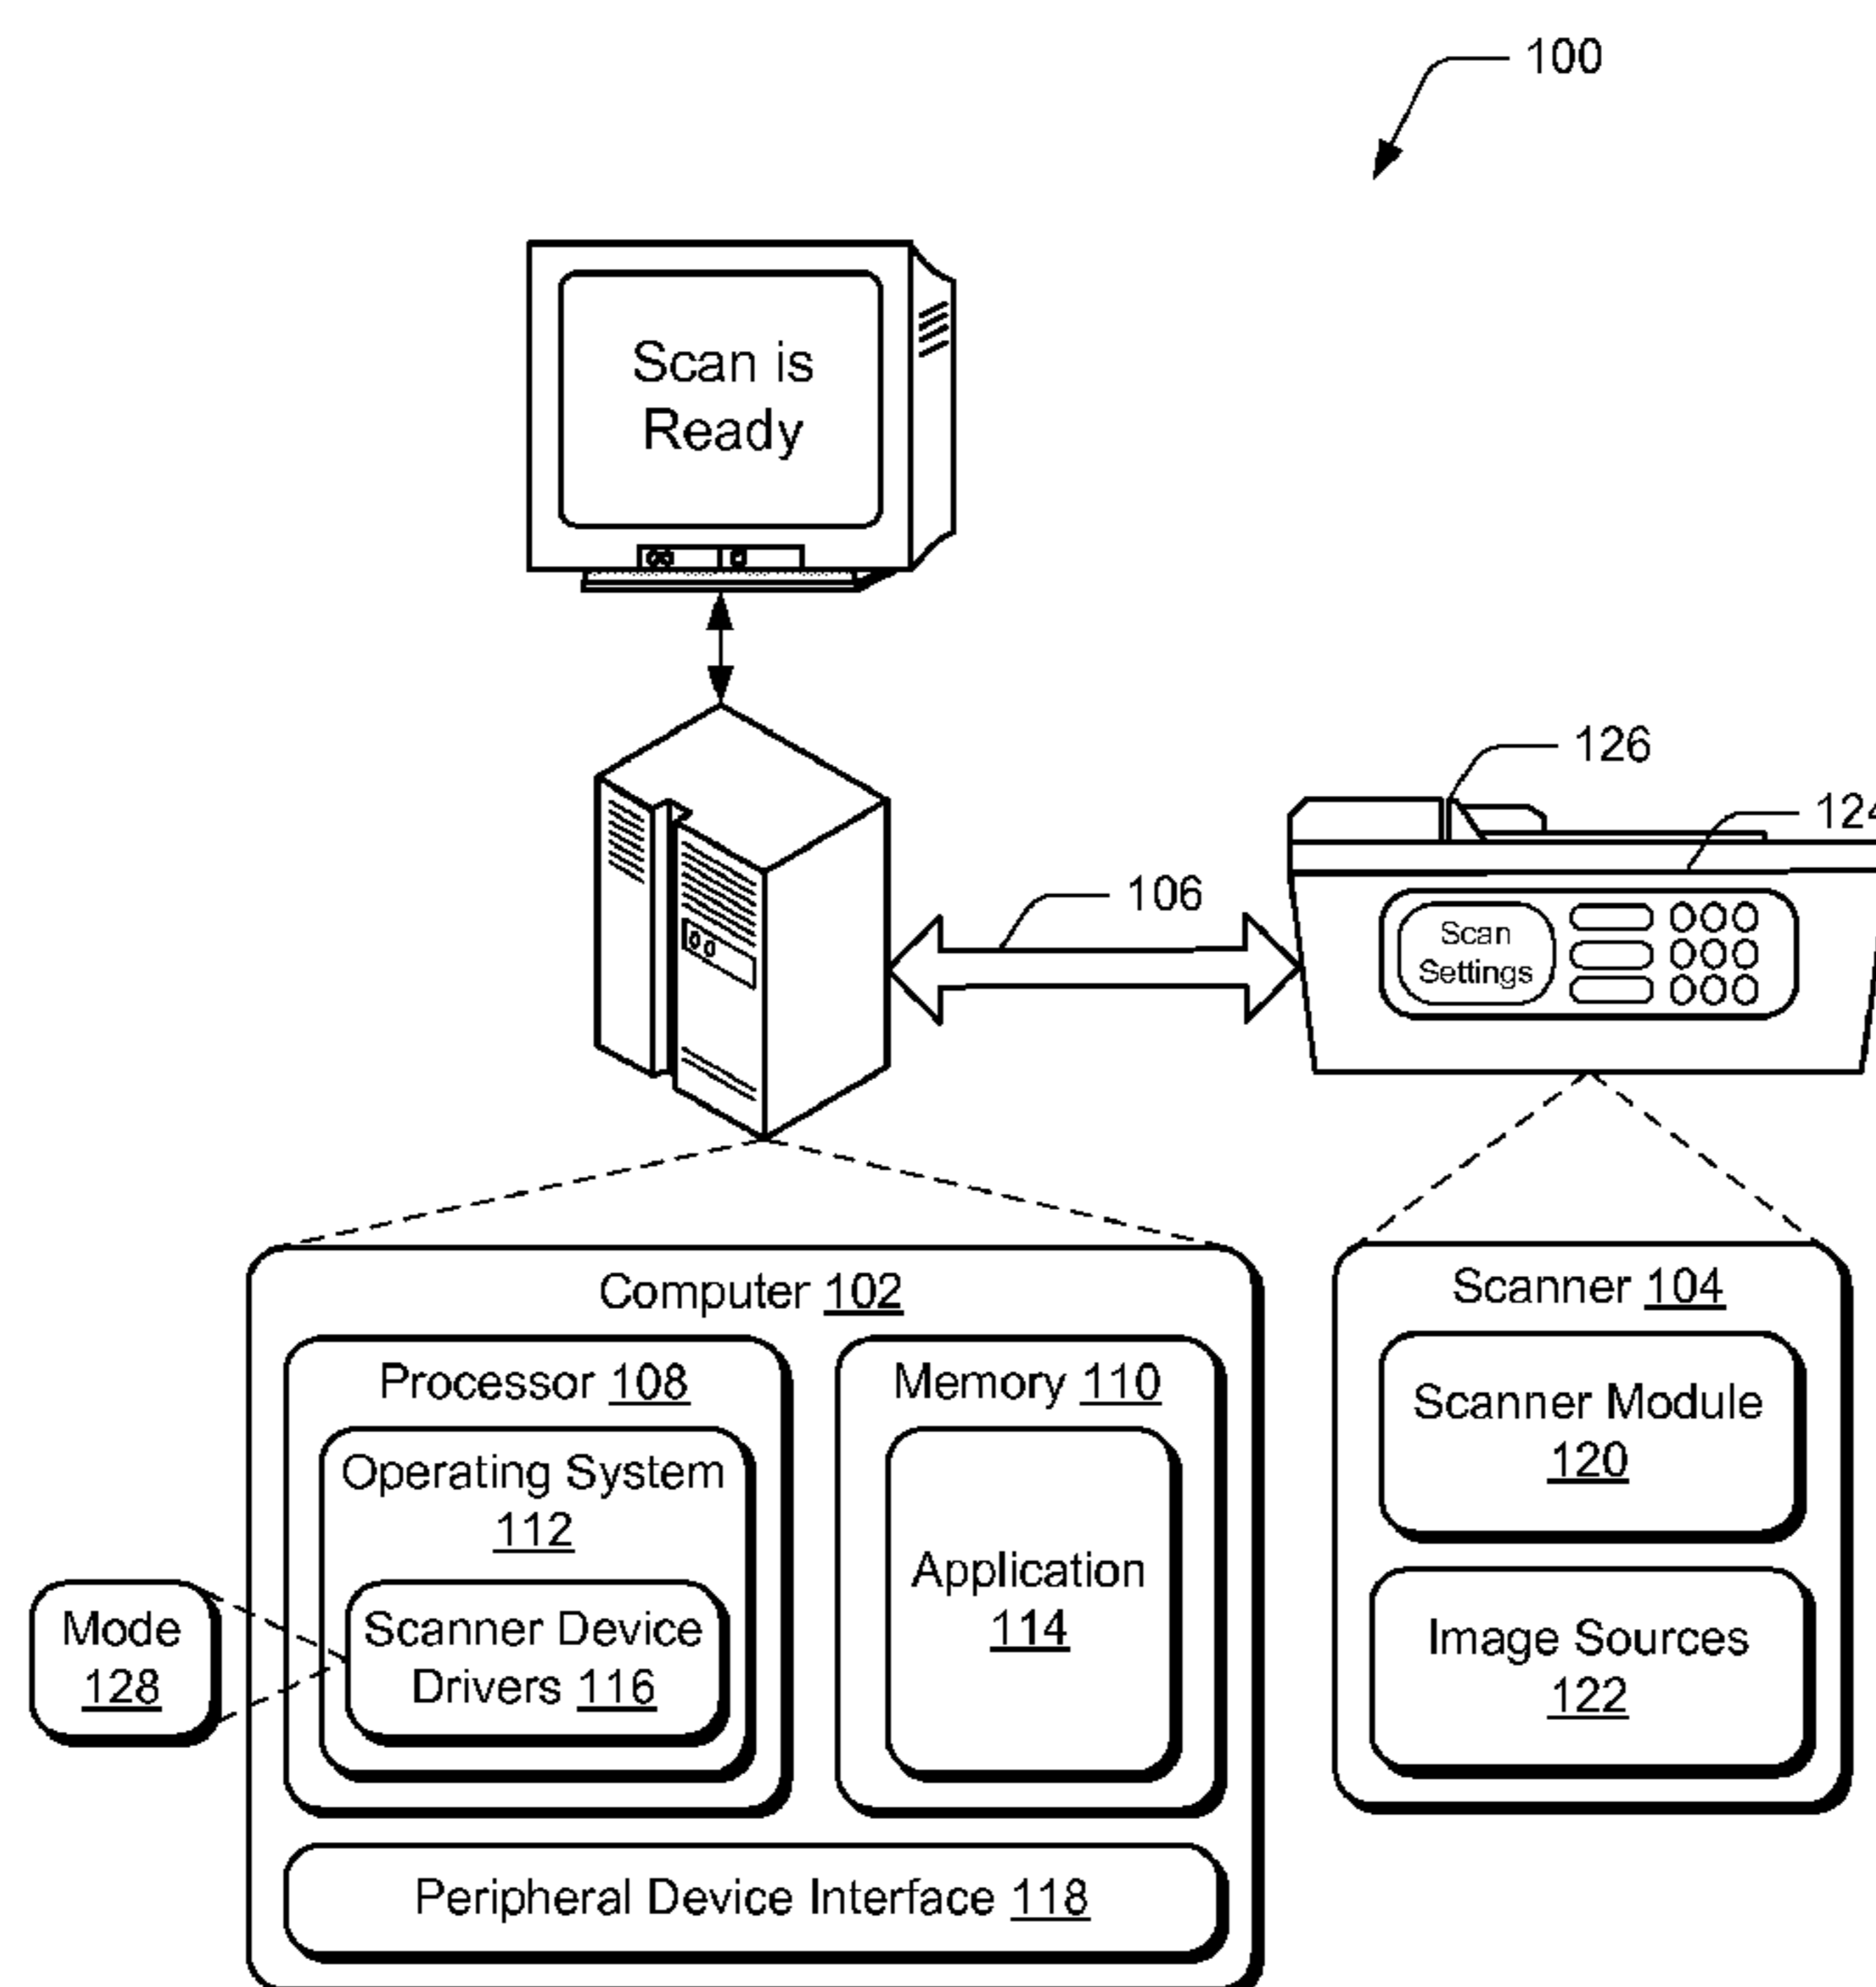 100
Scan is
Ready
126
124
106
Scan
Settings
Computer 102
Processor 108
Operating System
112
Scanner Device
Drivers 116
Mode
128
Memory 110
Application
114
Peripheral Device Interface 118
Scanner 104
Scanner Module
120
Image Sources
122